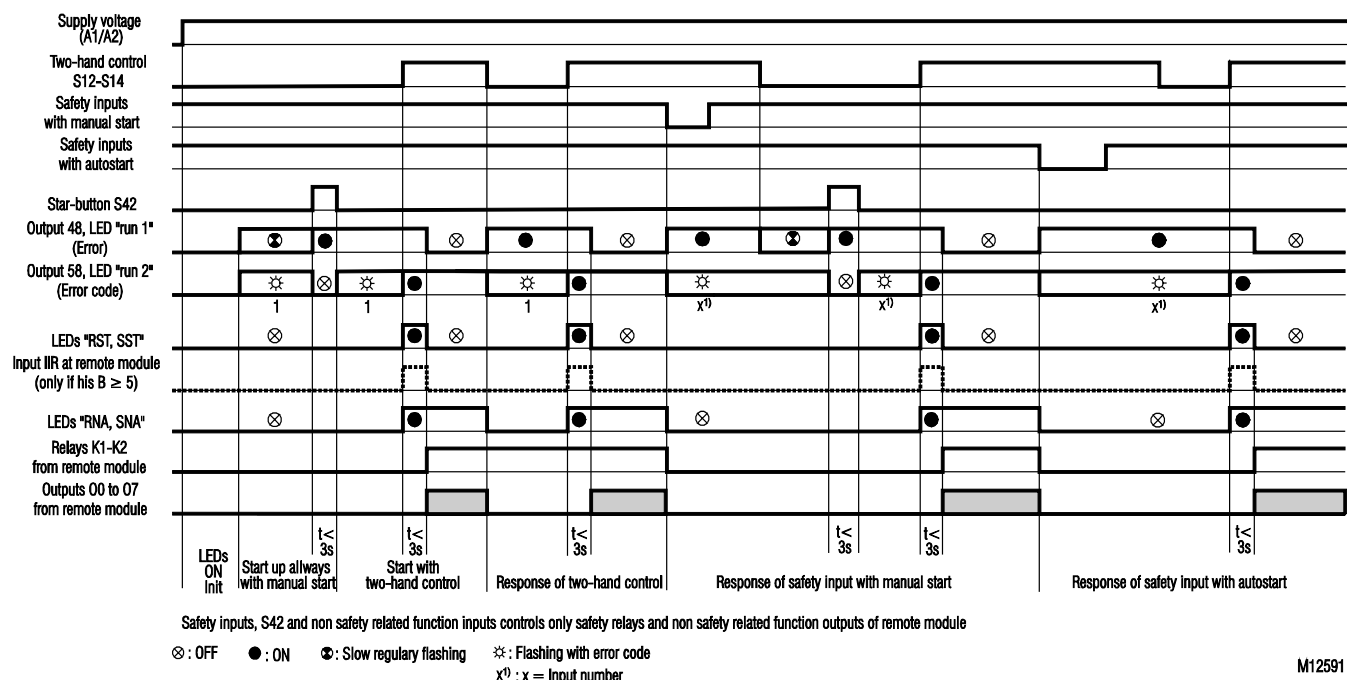 Supply voltage
(A1/A2)
Two-hand control
S12-S14
Safety inputs
with manual start
Safety inputs
with autostart
Star-button S42
Output 48, LED "run 1"
(Error)
Output 58, LED "run 2"
(Error code)
1
1
1
X1)
X1)
X1)
LEDs "RST, SST"
Input IIR at remote module
(only if his B ≥ 5)
LEDs "RNA, SNA"
Relays K1-K2
from remote module
Outputs O0 to O7
from remote module
t<
3s
t<
3s
t<
3s
t<
3s
t<
3s
t<
3s
LEDs
ON
Init
Start up allways
with manual start
Start with
two-hand control
Response of two-hand control
Response of safety input with manual start
Response of safety input with autostart
Safety inputs, S42 and non safety related function inputs controls only safety relays and non safety related function outputs of remote module
: OFF
: ON
: Slow regulary flashing
: Flashing with error code
X1) : x = Input number
M12591